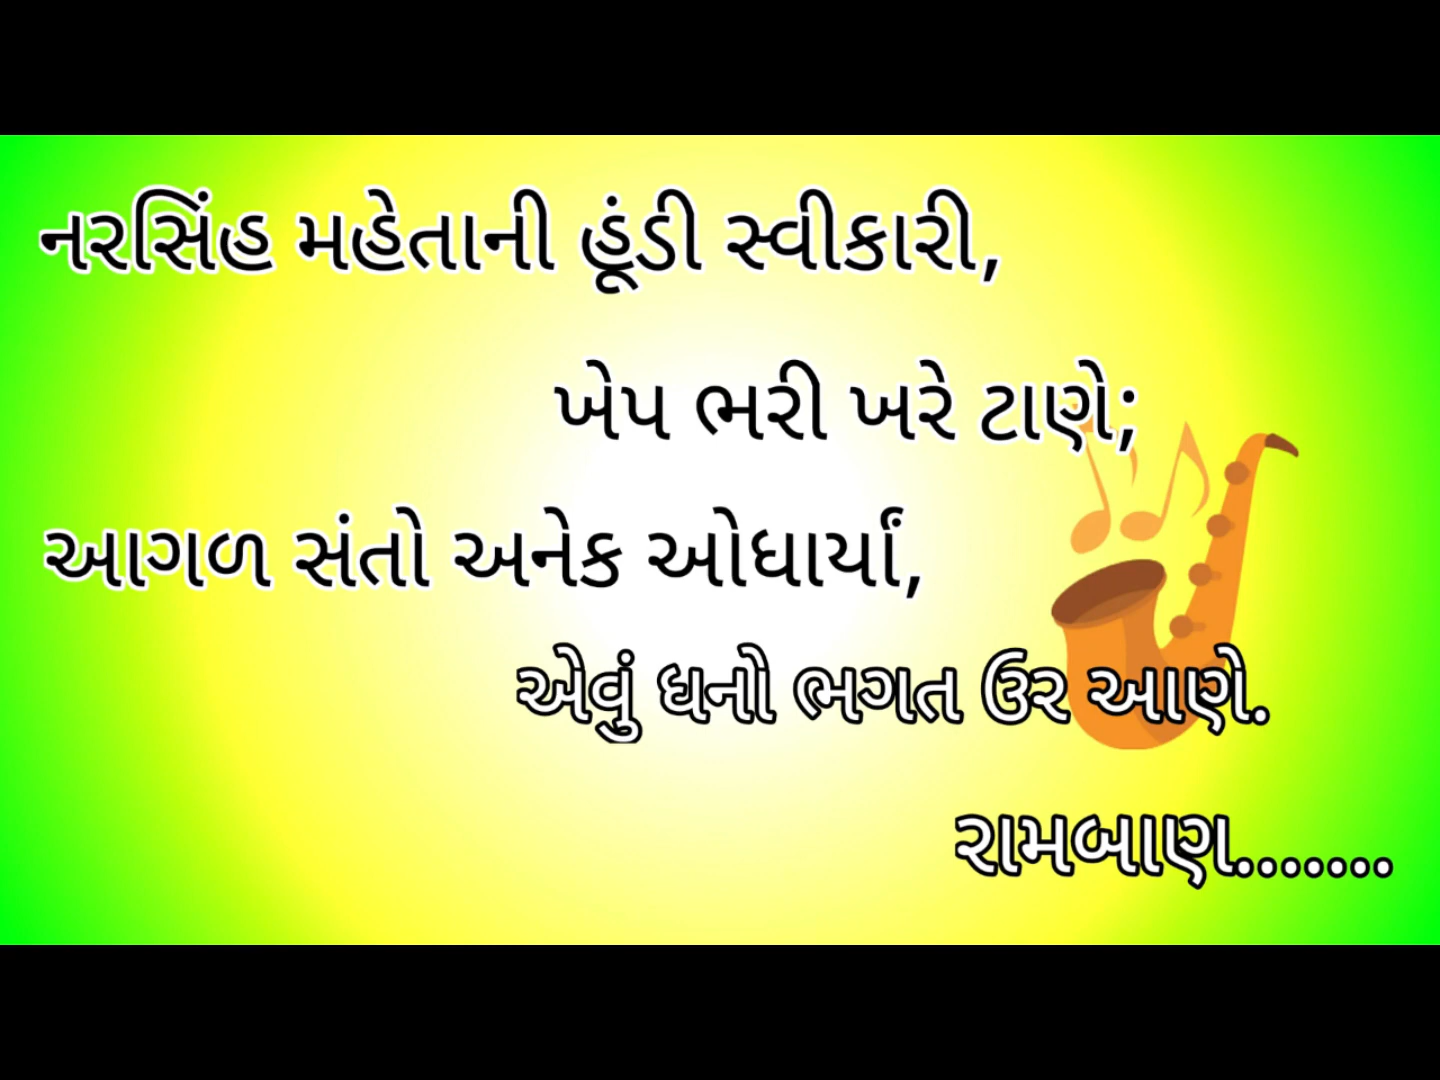 નરસિંહ મહેતાની હૂંડી સ્વીકારી,
ખેપ ભરી ખરે ટાણે;
આગળ સંતો અનેક ઓધાર્યાં,
એવું ધનો ભગત ઉર આણે.
રામબાણ.......